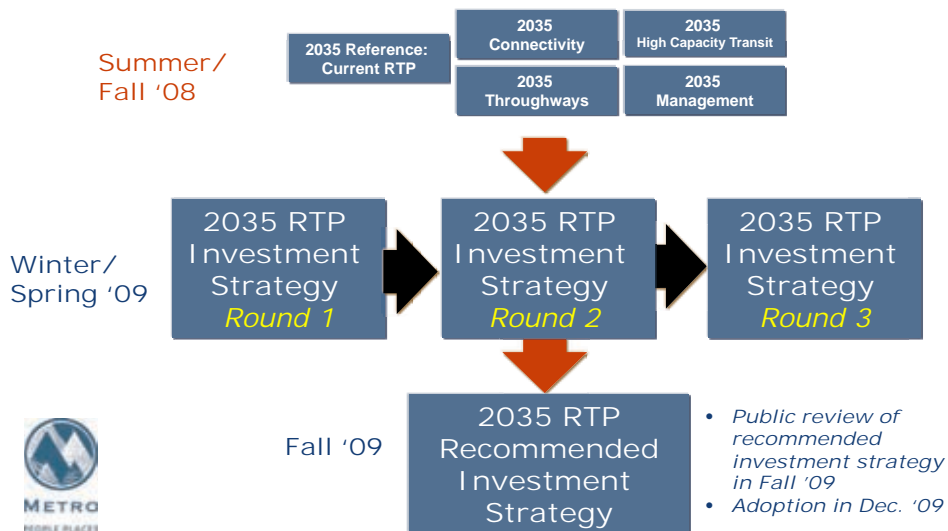 Summer/
Fall ‘08
2035 Reference:
Current RTP
2035
Connectivity
2035
High Capacity Transit
2035
Throughways
2035
Management
Winter/
Spring ‘09
2035 RTP
Investment
Strategy
Round 1
2035 RTP
Investment
Strategy
Round 2
2035 RTP
Investment
Strategy
Round 3
Fall ‘09
2035 RTP
Recommended
Investment
Strategy
• Public review of
recommended
investment strategy
in Fall ‘09
• Adoption in Dec. ‘09
METRO
PEOPLE PLACES